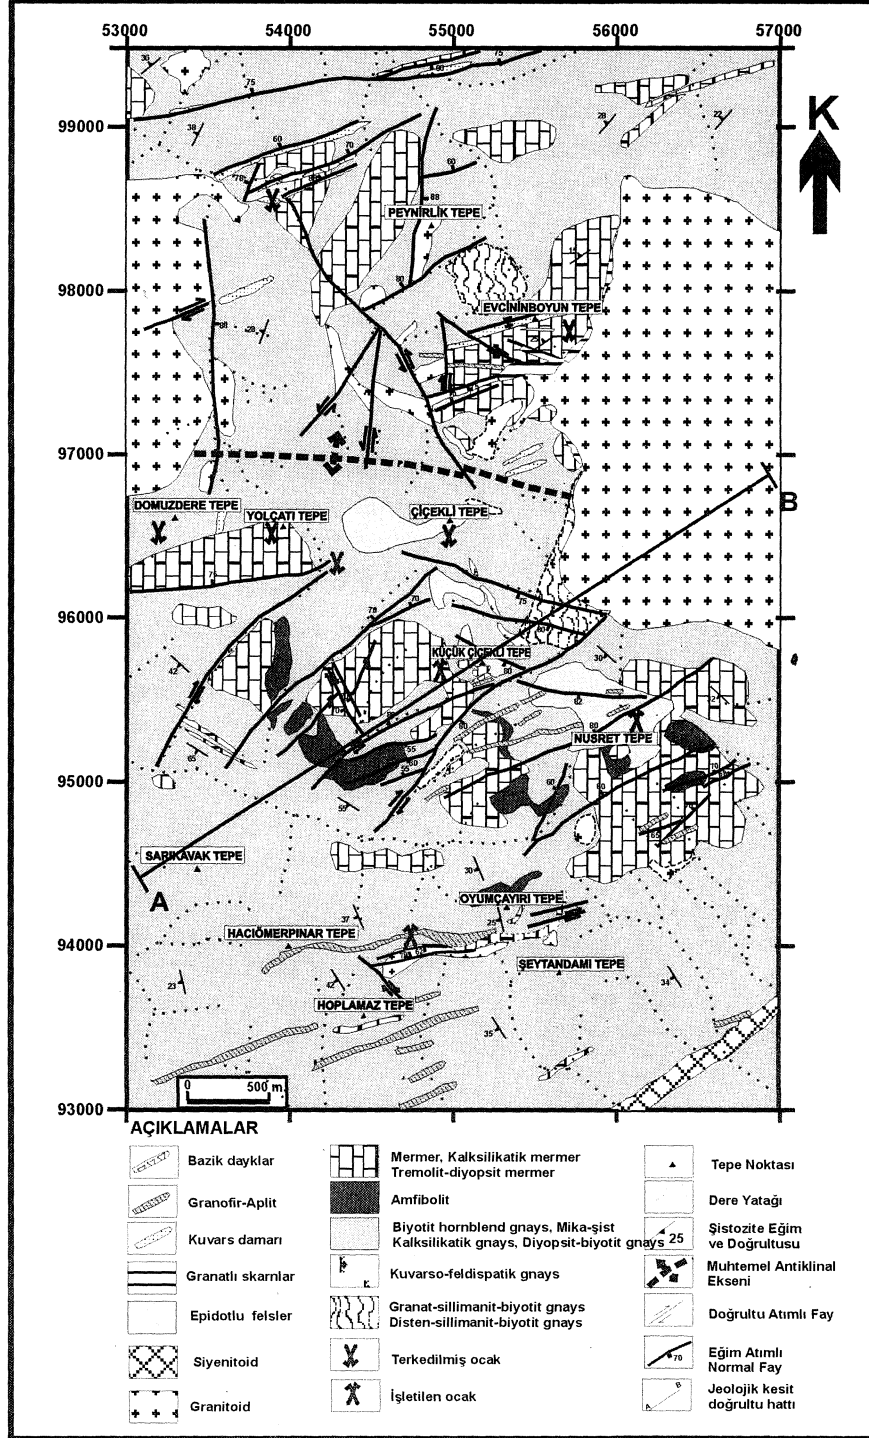 53000 54000 55000 56000 57000
K
99000
98000
97000
96000
95000
94000
93000
PEYNİRLİK TEPE
EVCİNİNBOYUN TEPE
DOMUZDERE TEPE
YOLÇATI TEPE
ÇİÇEKLİ TEPE
B
KÜÇÜK ÇİÇEKLİ TEPE
NUSRET TEPE
SARIKAVAK TEPE
A
OYUMÇAYIRI TEPE
HACIÖMERPINAR TEPE
ŞEYTANDAMI TEPE
HOPLAMAZ TEPE
0 500 m.
AÇIKLAMALAR
Bazik dayklar
Granofir-Aplit
Kuvars damarı
Granatlı skarnlar
Epidotlu felsler
Siyenitoid
Granitoid
Mermer, Kalksilikatik mermer
Tremolit-diyopsit mermer
Amfibolit
Biyotit hornblend gnays, Mika-şist
Kalksilikatik gnays, Diyopsit-biyotit gnays
Kuvarso-feldispatik gnays
Granat-sillimanit-biyotit gnays
Disten-sillimanit-biyotit gnays
Terkedilmiş ocak
İşletilen ocak
Tepe Noktası
Dere Yatağı
25
Şistozite Eğim
ve Doğrultusu
Muhtemel Antiklinal
Ekseni
Doğrultu Atımlı Fay
70
Eğim Atımlı
Normal Fay
A B
Jeolojik kesit
doğrultu hattı